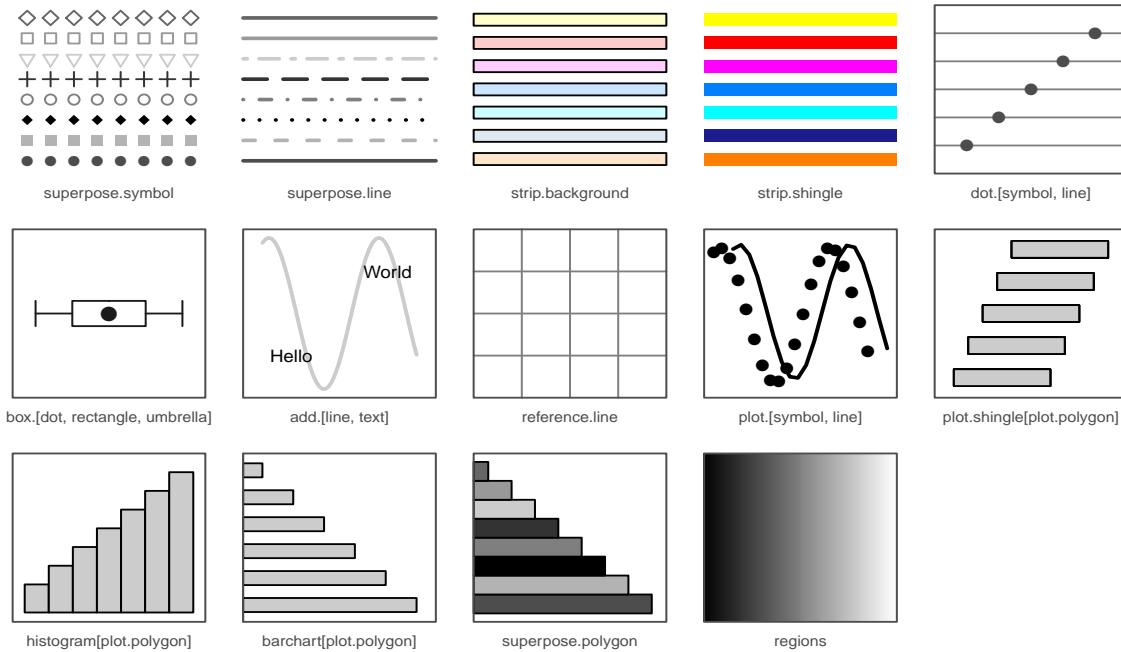 superpose.symbol
superpose.line
strip.background
strip.shingle
dot.[symbol, line]
World
Hello
box.[dot, rectangle, umbrella]
add.[line, text]
reference.line
plot.[symbol, line]
plot.shingle[plot.polygon]
histogram[plot.polygon]
barchart[plot.polygon]
superpose.polygon
regions